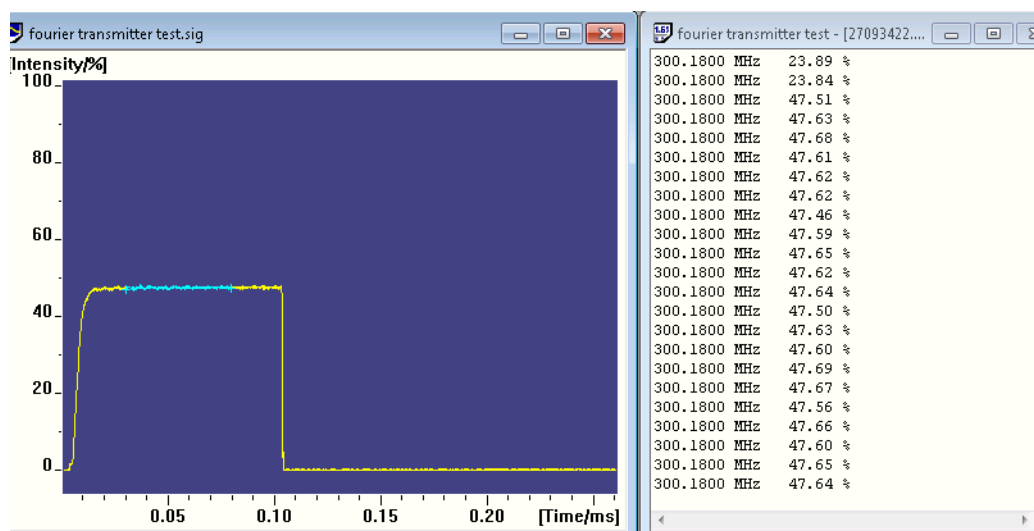 fourier transmitter test.sig
[Intensity/%]
100
80
60
40
20
0
0.05 0.10 0.15 0.20 [Time/ms]
fourier transmitter test - [27093422....
300.1800 MHz 23.89 %
300.1800 MHz 23.84 %
300.1800 MHz 47.51 %
300.1800 MHz 47.63 %
300.1800 MHz 47.68 %
300.1800 MHz 47.61 %
300.1800 MHz 47.62 %
300.1800 MHz 47.62 %
300.1800 MHz 47.46 %
300.1800 MHz 47.59 %
300.1800 MHz 47.65 %
300.1800 MHz 47.62 %
300.1800 MHz 47.64 %
300.1800 MHz 47.50 %
300.1800 MHz 47.63 %
300.1800 MHz 47.60 %
300.1800 MHz 47.69 %
300.1800 MHz 47.67 %
300.1800 MHz 47.56 %
300.1800 MHz 47.66 %
300.1800 MHz 47.60 %
300.1800 MHz 47.65 %
300.1800 MHz 47.64 %